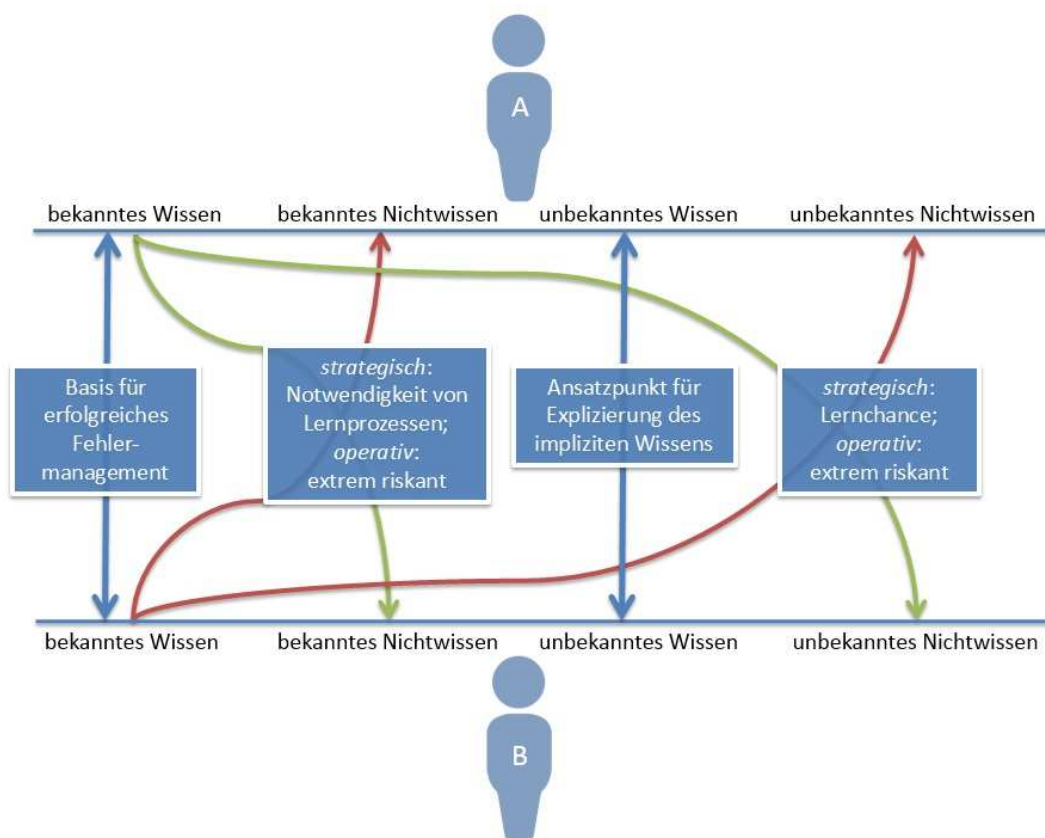 A
bekanntes Wissen
bekanntes Nichtwissen
unbekanntes Wissen
unbekanntes Nichtwissen
Basis für
erfolgreiches
Fehler-
management
strategisch:
Notwendigkeit von
Lernprozessen;
operativ:
extrem riskant
Ansatzpunkt für
Explizierung des
impliziten Wissens
strategisch:
Lernchance;
operativ:
extrem riskant
bekanntes Wissen
bekanntes Nichtwissen
unbekanntes Wissen
unbekanntes Nichtwissen
B